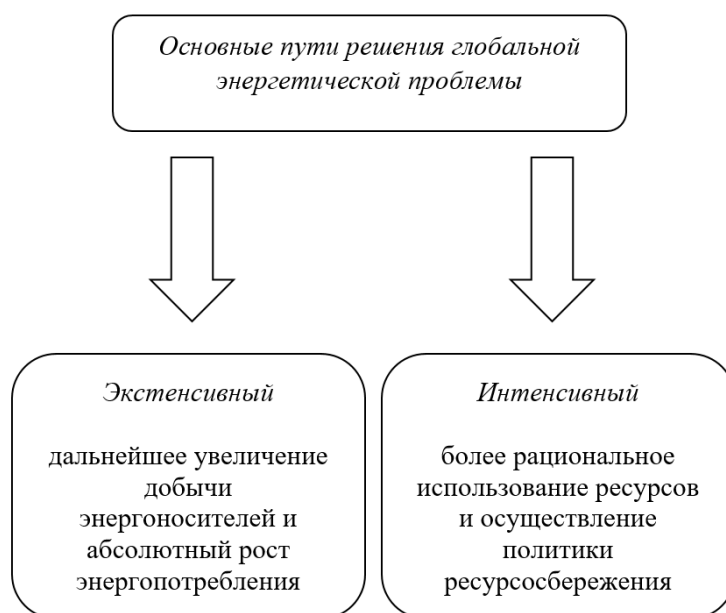 Основные пути решения глобальной
энергетической проблемы
Экстенсивный
дальнейшее увеличение
добычи
энергоносителей и
абсолютный рост
энергопотребления
Интенсивный
более рациональное
использование ресурсов
и осуществление
политики
ресурсосбережения